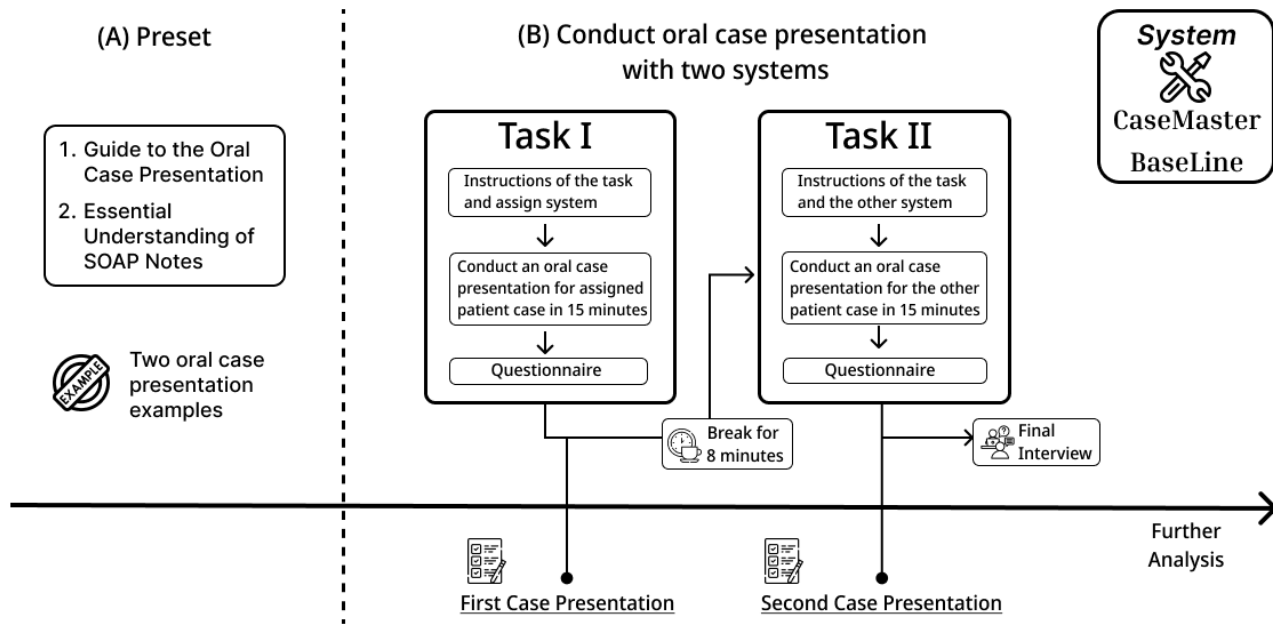 (A) Preset
1. Guide to the Oral
Case Presentation
2. Essential
Understanding of
SOAP Notes
EXAMPLE
Two oral case
presentation
examples
(B) Conduct oral case presentation
with two systems
System
CaseMaster
BaseLine
Task I
Instructions of the task
and assign system
Conduct an oral case
presentation for assigned
patient case in 15 minutes
Questionnaire
Break for
8 minutes
Task II
Instructions of the task
and the other system
Conduct an oral case
presentation for the other
patient case in 15 minutes
Questionnaire
Final
Interview
Further
Analysis
First Case Presentation
Second Case Presentation